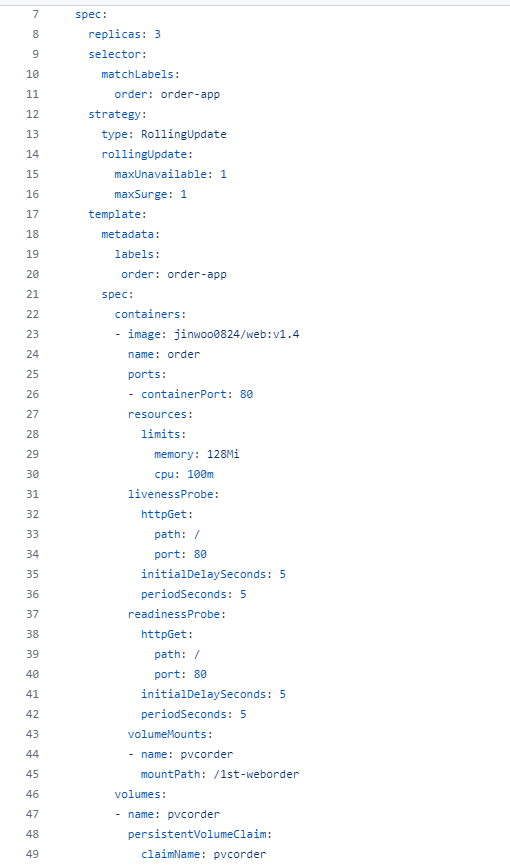 7 spec:
8 replicas: 3
9 selector:
10 matchLabels:
11 order: order-app
12 strategy:
13 type: RollingUpdate
14 rollingUpdate:
15 maxUnavailable: 1
16 maxSurge: 1
17 template:
18 metadata:
19 labels:
20 order: order-app
21 spec:
22 containers:
23 - image: jinwoo0824/web:v1.4
24 name: order
25 ports:
26 - containerPort: 80
27 resources:
28 limits:
29 memory: 128Mi
30 cpu: 100m
31 livenessProbe:
32 httpGet:
33 path: /
34 port: 80
35 initialDelaySeconds: 5
36 periodSeconds: 5
37 readinessProbe:
38 httpGet:
39 path: /
40 port: 80
41 initialDelaySeconds: 5
42 periodSeconds: 5
43 volumeMounts:
44 - name: pvcorder
45 mountPath: /1st-weborder
46 volumes:
47 - name: pvcorder
48 persistentVolumeClaim:
49 claimName: pvcorder